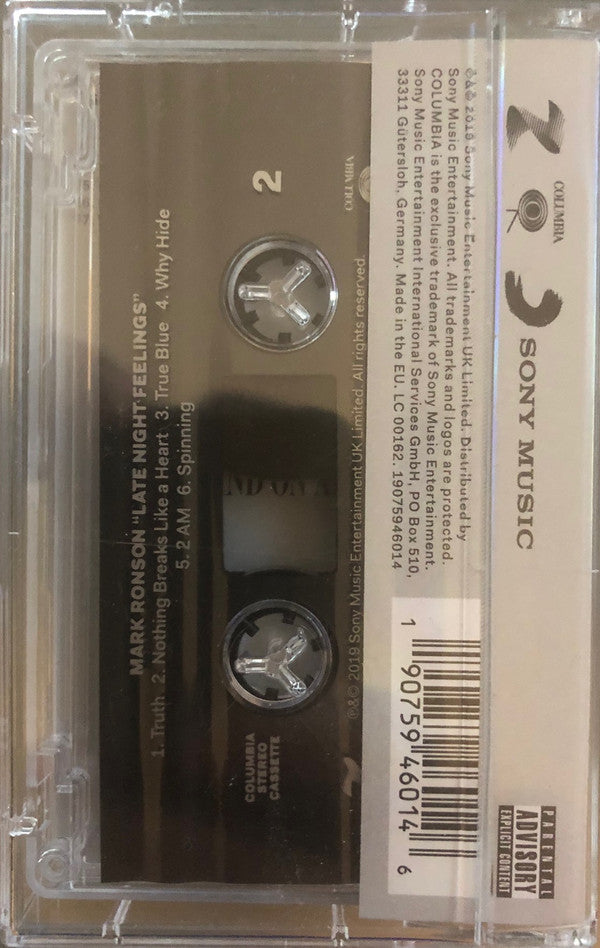 MARK RONSON “LATE NIGHT FEELINGS”
1. Truth 2. Nothing Breaks Like a Heart 3. True Blue 4. Why Hide
5. 2 AM 6. Spinning
2
COLUMBIA
COLUMBIA
STEREO
CASSETTE
ND ON A
℗&© 2019 Sony Music Entertainment UK Limited. All rights reserved.
℗&© 2019 Sony Music Entertainment UK Limited. Distributed by
Sony Music Entertainment. All trademarks and logos are protected.
COLUMBIA is the exclusive trademark of Sony Music Entertainment.
Sony Music Entertainment International Services GmbH, PO Box 510,
33311 Gütersloh, Germany. Made in the EU. LC 00162. 19075946014
COLUMBIA
SONY MUSIC
1 90759 46014 6
PARENTAL
ADVISORY
EXPLICIT CONTENT